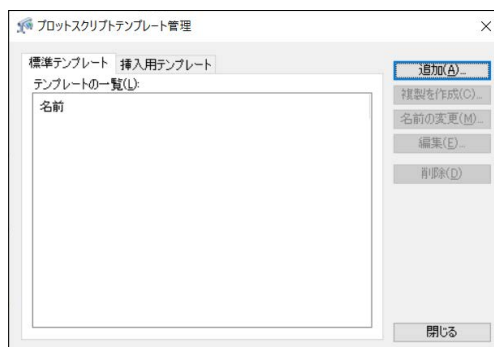 プロットスクリプトテンプレート管理
標準テンプレート 挿入用テンプレート
テンプレートの一覧(L):
名前
追加(A)...
複製を作成(C)...
名前の変更(M)...
編集(E)...
削除(D)
閉じる